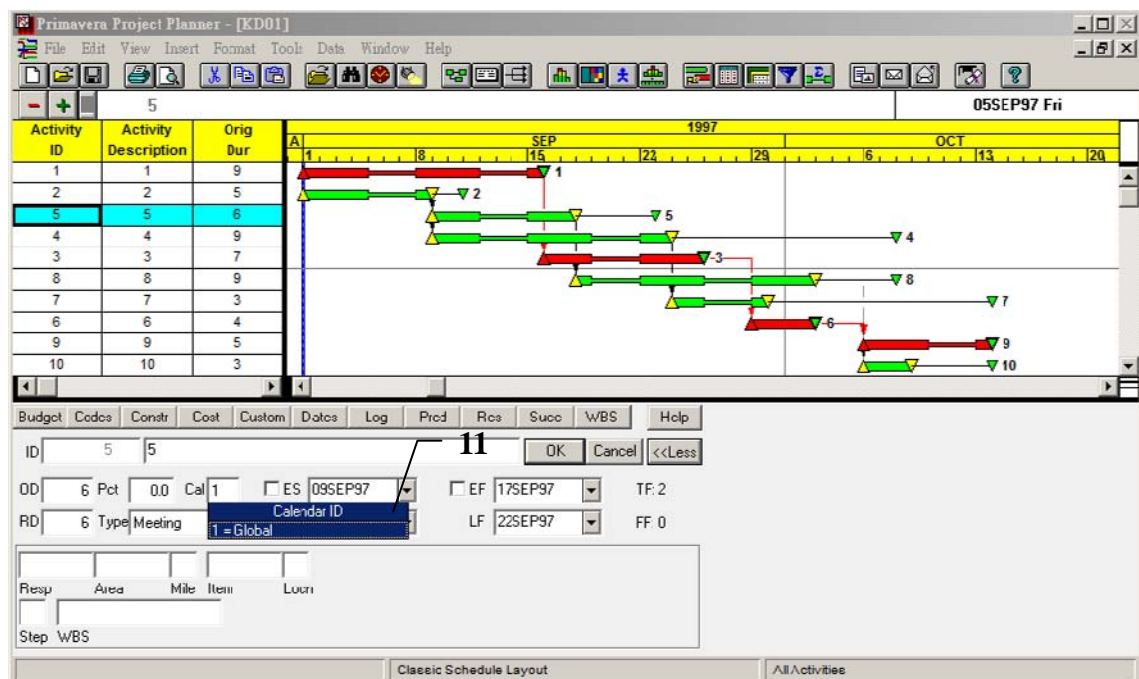 Primavera Project Planner - [KD01]
File Edit View Insert Format Tools Data Window Help
5 05SEP97 Fri
Activity ID Activity Description Orig Dur
1997
A SEP OCT
1 8 15 22 29 6 13 20
1 1 9 1
2 2 5 2
5 5 6 5
4 4 9 4
3 3 7 3
8 8 9 8
7 7 3 7
6 6 4 6
9 9 5 9
10 10 3 10
Budget Codes Constr Cost Custom Dates Log Pred Res Succ WBS Help
ID 5 5 11 OK Cancel <<Less
OD 6 Pct 0.0 Cal 1 ES 09SEP97 EF 17SEP97 TF: 2
Calendar ID
RD 6 Type Meeting 1 = Global LF 22SEP97 FF: 0
Resp Area Mile Item Locn
Step WBS
Classic Schedule Layout All Activities